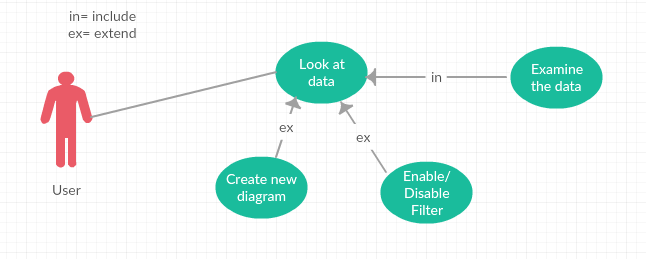 in= include
ex= extend
Look at
data
in
Examine
the data
ex
ex
User
Create new
diagram
Enable/
Disable
Filter